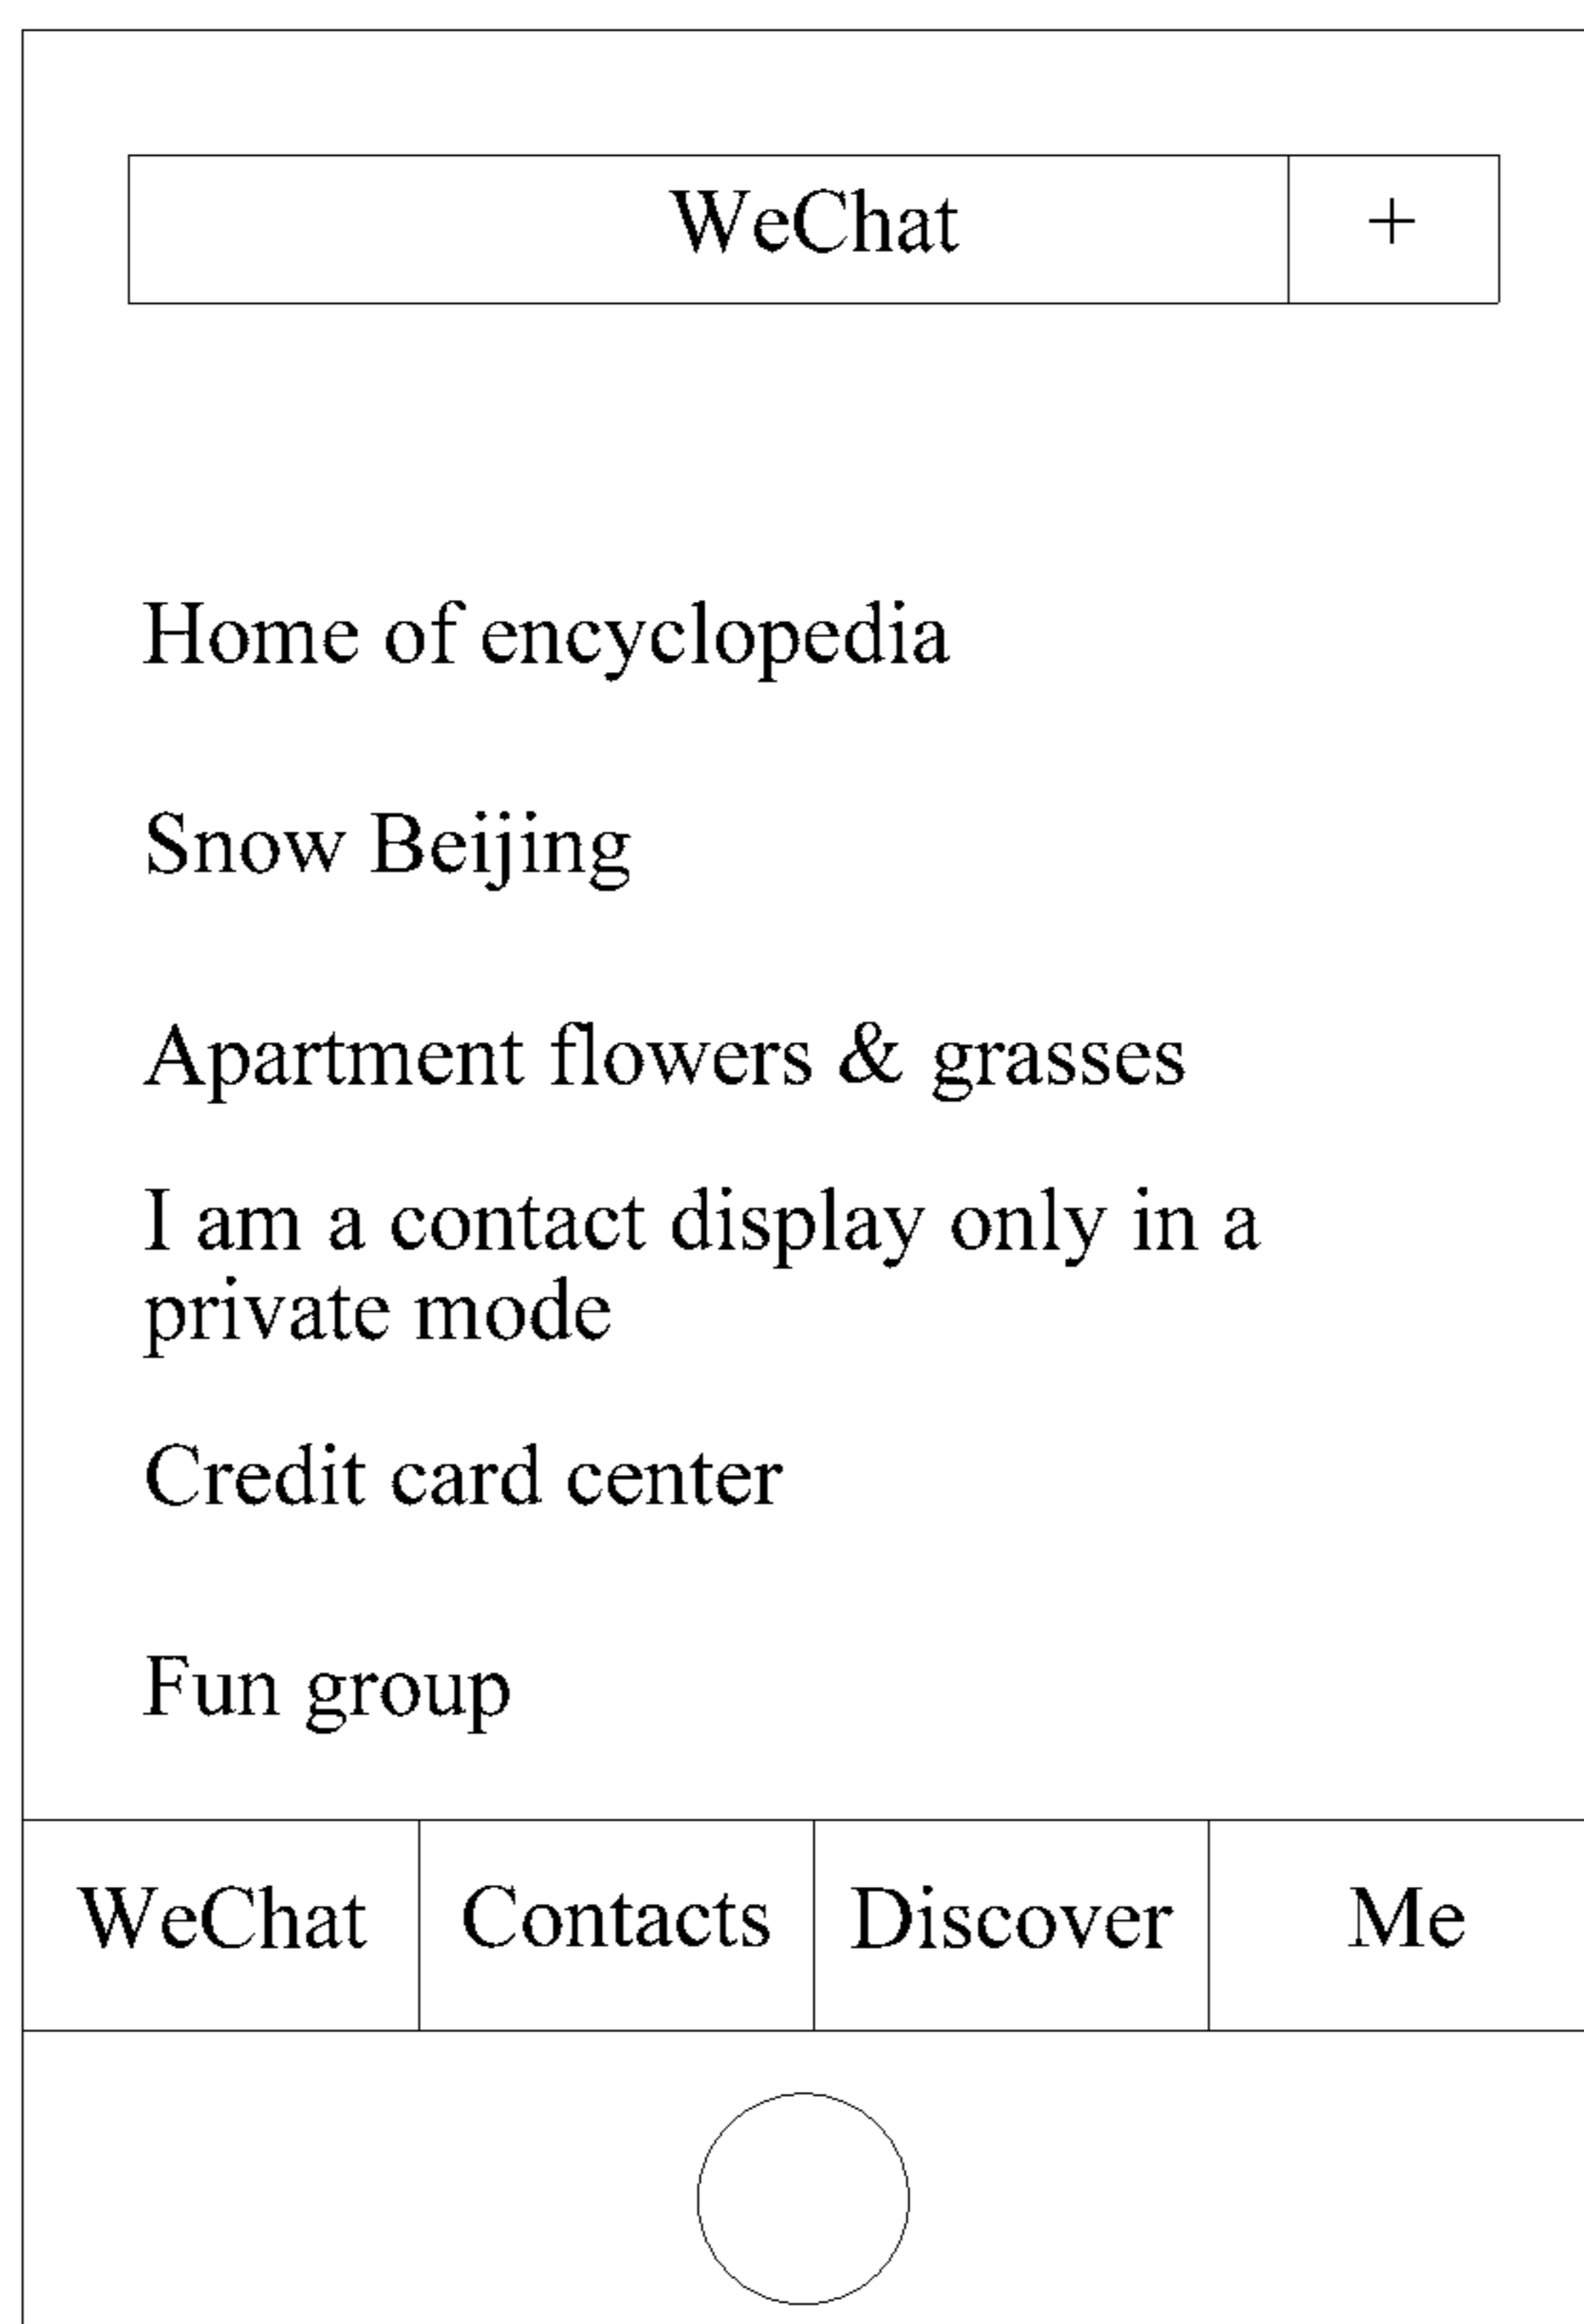 WeChat +
Home of encyclopedia
Snow Beijing
Apartment flowers & grasses
I am a contact display only in a
private mode
Credit card center
Fun group
WeChat Contacts Discover Me